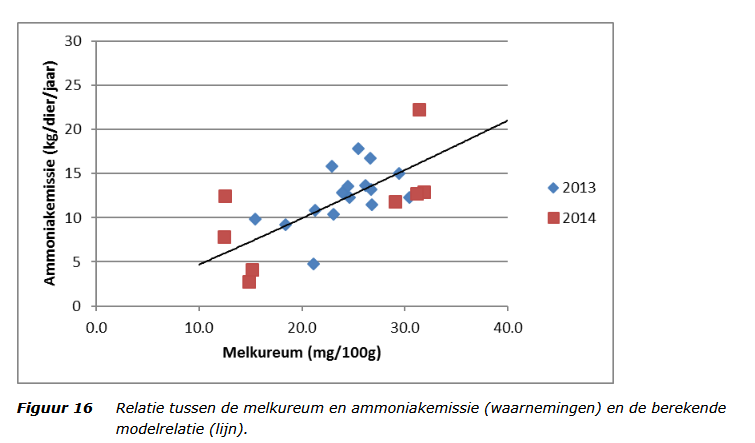 30
25
20
15
10
5
0
Ammoniakemissie (kg/dier/jaar)
0.0 10.0 20.0 30.0 40.0
Melkureum (mg/100g)
2013
2014
Figuur 16 Relatie tussen de melkureum en ammoniakemissie (waarnemingen) en de berekende
modelrelatie (lijn).